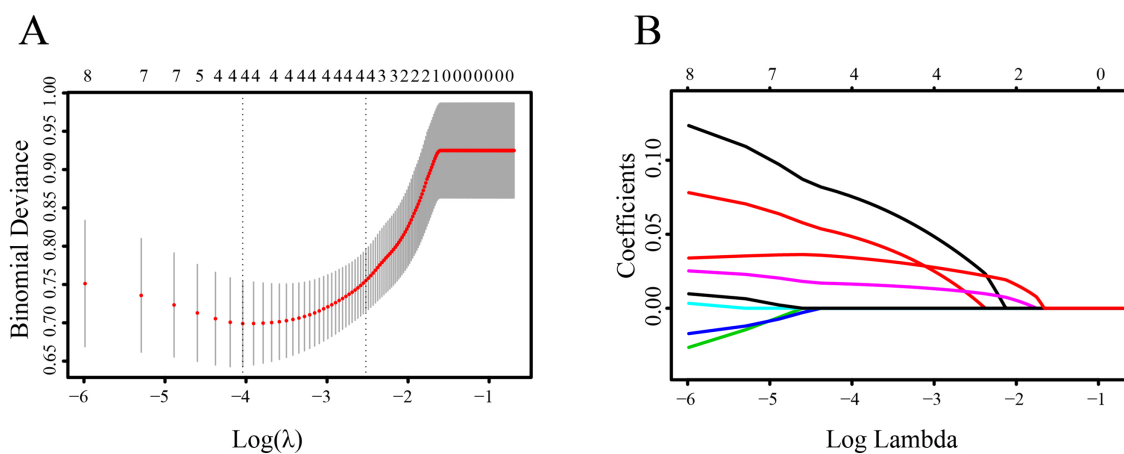 A
8 7 7 5 4 4 4 4 4 4 4 4 4 4 4 4 4 3 3 2 2 2 2 1 0 0 0 0 0 0 0 0
1.00
0.95
0.90
0.85
0.80
0.75
0.70
0.65
Binomial Deviance
−6 −5 −4 −3 −2 −1
Log(λ)
B
8 7 4 4 2 0
0.10
0.05
0.00
Coefficients
−6 −5 −4 −3 −2 −1
Log Lambda